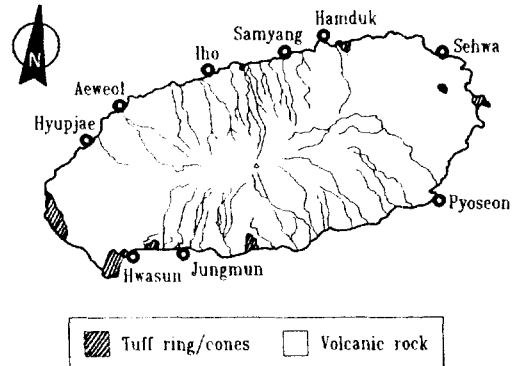 N
Hamduk
Samyang
Sehwa
Iho
Aeweol
Hyupjae
Pyoseon
Hwasun
Jungmun
Tuff ring/cones
Volcanic rock